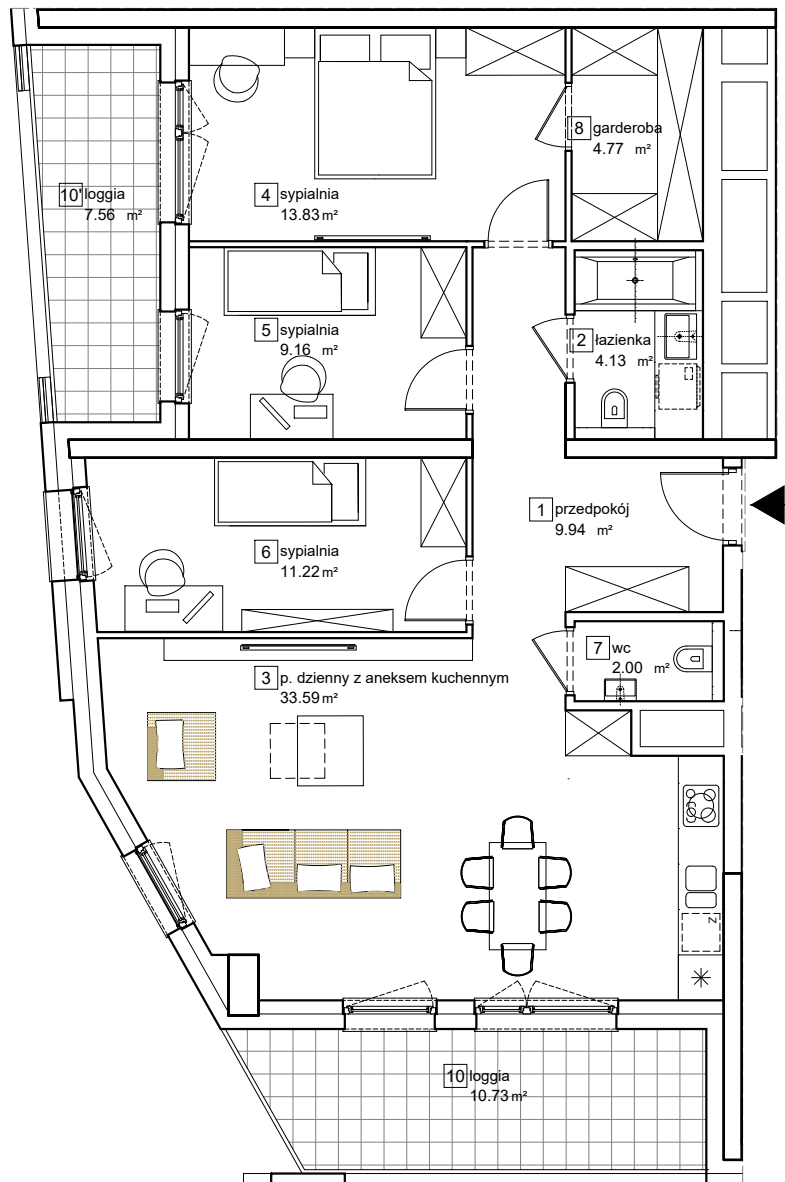 8 garderoba
4.77 m²
10' loggia
7.56 m²
4 sypialnia
13.83 m²
5 sypialnia
9.16 m²
2 łazienka
4.13 m²
1 przedpokój
9.94 m²
6 sypialnia
11.22 m²
7 wc
2.00 m²
3 p. dzienny z aneksem kuchennym
33.59 m²
Z
10 loggia
10.73 m²